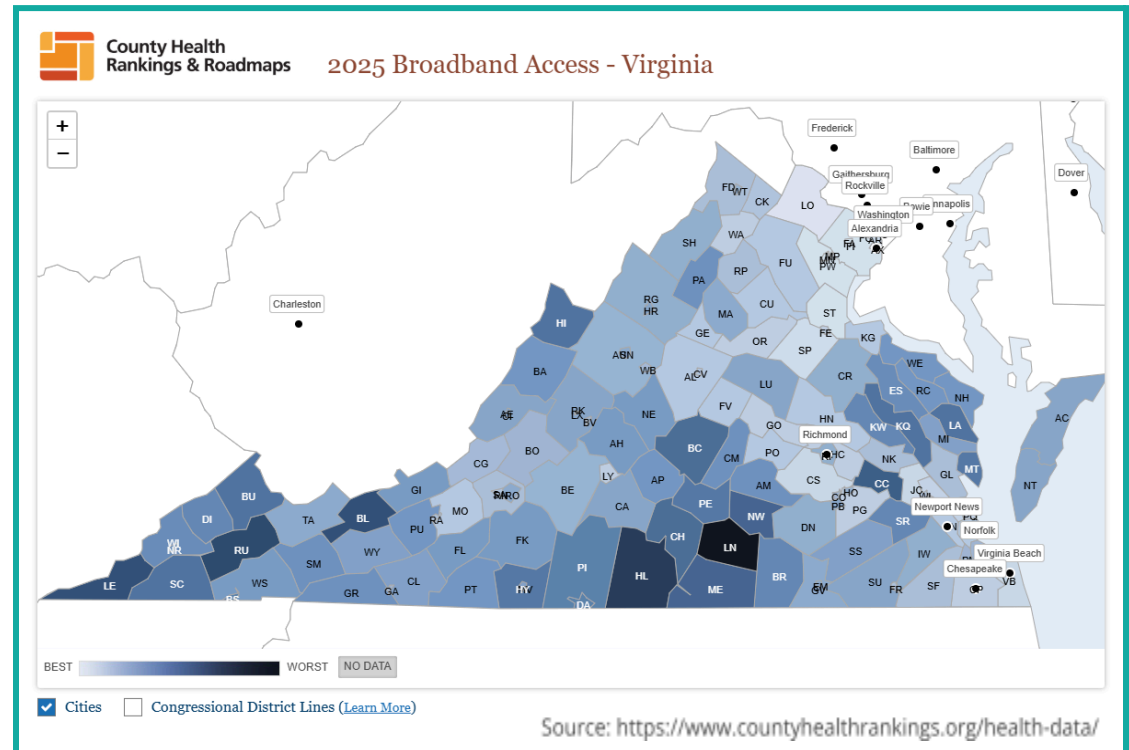 County Health
Rankings & Roadmaps
2025 Broadband Access - Virginia
+
−
Frederick
Baltimore
Dover
Gaithersburg
Rockville
Bowie
Annapolis
Washington
Alexandria
Charleston
FD
WT
CK
LO
WA
SH
FU
PW
PA
RP
RG
HR
MA
CU
ST
HI
GE
OR
FE
KG
SP
WB
AL
CV
WE
BA
CR
LU
ES
RC
NH
FV
NE
HN
AC
BV
GO
Richmond
KW
KQ
LA
MI
AH
BC
BO
PO
HC
NK
CG
CM
MT
LY
AP
CS
CC
GL
BU
GI
BE
AM
JC
NT
RO
HO
CO
PE
MO
CA
PB
PG
Newport News
BL
RA
NW
SR
DI
TA
PU
DN
Norfolk
WI
NR
RU
CH
LN
WY
FL
FK
SS
IW
Virginia Beach
SM
PI
HL
BR
Chesapeake
LE
SC
WS
CL
VB
GR
GA
PT
ME
SU
FR
SF
BS
DA
BEST
WORST
NO DATA
Cities
Congressional District Lines (Learn More)
Source: https://www.countyhealthrankings.org/health-data/